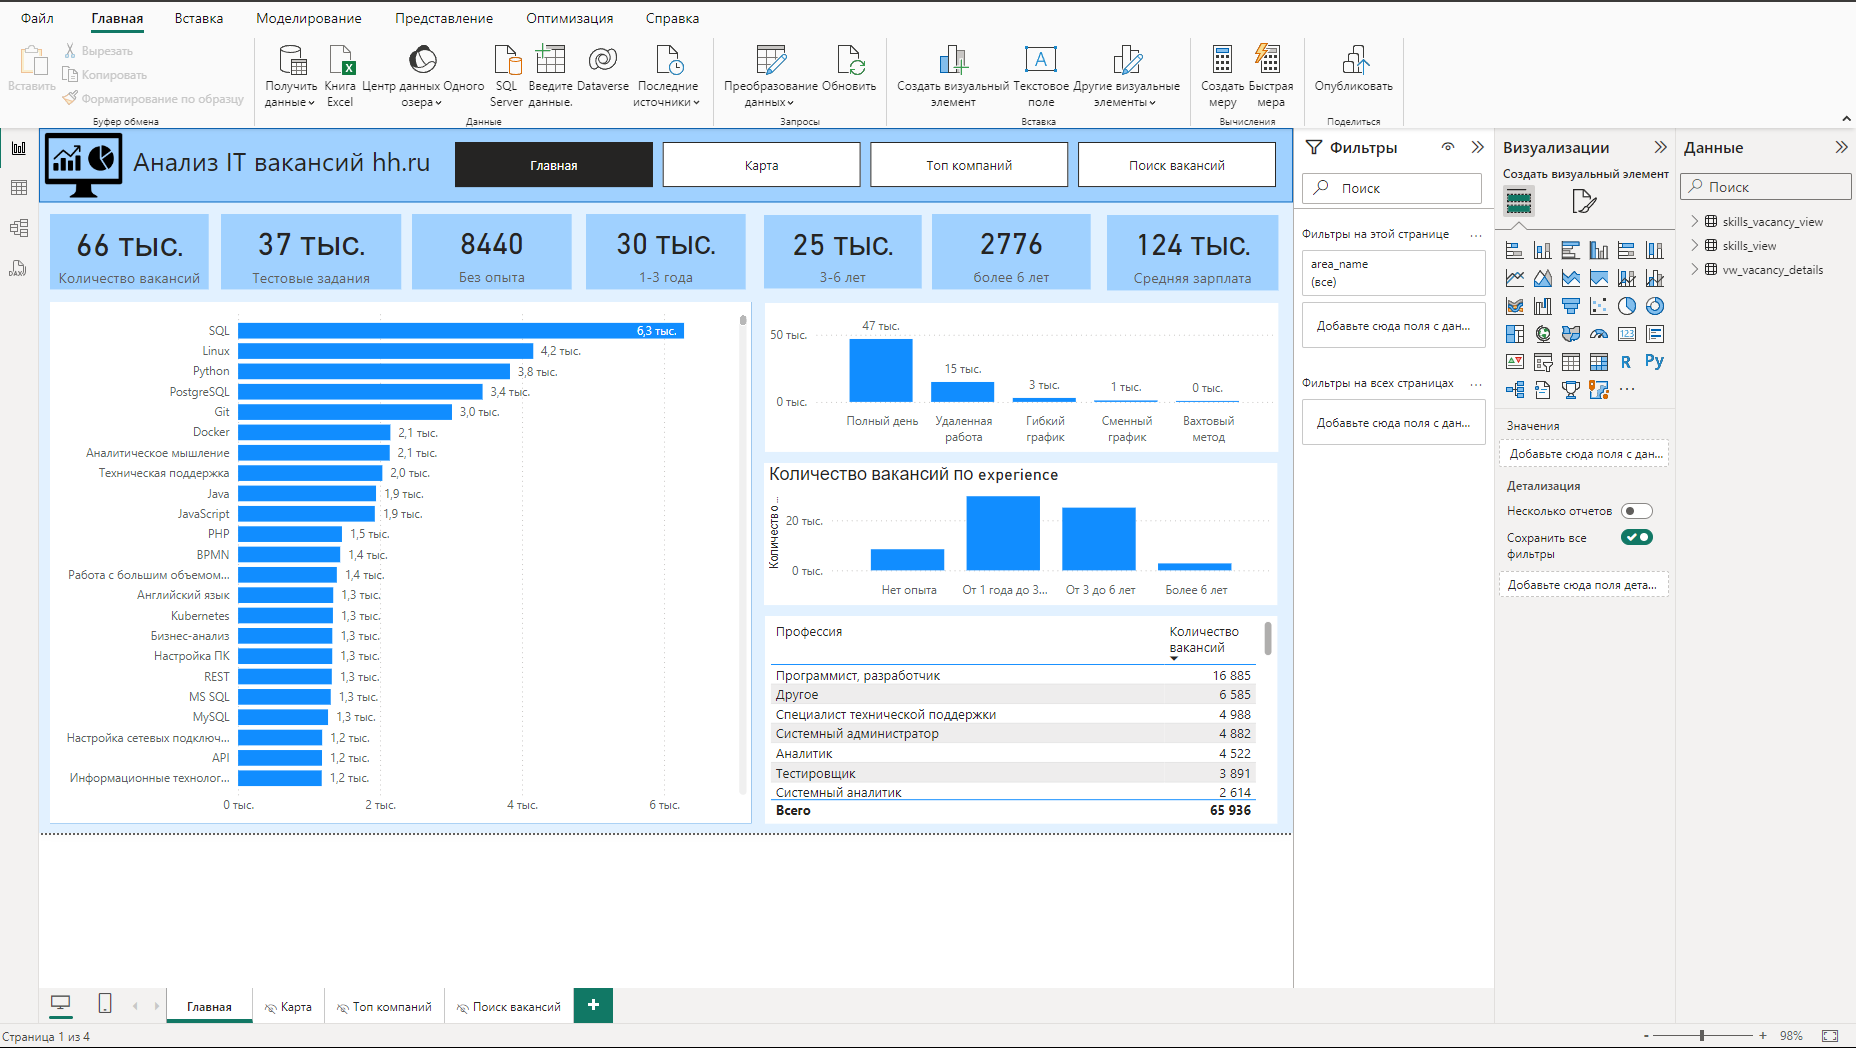 Файл
Главная
Вставка
Моделирование
Представление
Оптимизация
Справка
Вставить
Вырезать
Копировать
Форматирование по образцу
Буфер обмена
Получить
данные
Книга
Excel
Центр данных Одного
озера
SQL
Server
Введите
данные.
Dataverse
Последние
источники
Данные
Преобразование
данных
Обновить
Запросы
Создать визуальный
элемент
Текстовое
поле
Другие визуальные
элементы
Вставка
Создать
меру
Быстрая
мера
Вычисления
Опубликовать
Поделиться
Анализ IT вакансий hh.ru
Главная
Карта
Топ компаний
Поиск вакансий
66 тыс.
Количество вакансий
37 тыс.
Тестовые задания
8440
Без опыта
30 тыс.
1-3 года
25 тыс.
3-6 лет
2776
более 6 лет
124 тыс.
Средняя зарплата
SQL 6,3 тыс.
Linux 4,2 тыс.
Python 3,8 тыс.
PostgreSQL 3,4 тыс.
Git 3,0 тыс.
Docker 2,1 тыс.
Аналитическое мышление 2,1 тыс.
Техническая поддержка 2,0 тыс.
Java 1,9 тыс.
JavaScript 1,9 тыс.
PHP 1,5 тыс.
BPMN 1,4 тыс.
Работа с большим объемом... 1,4 тыс.
Английский язык 1,3 тыс.
Kubernetes 1,3 тыс.
Бизнес-анализ 1,3 тыс.
Настройка ПК 1,3 тыс.
REST 1,3 тыс.
MS SQL 1,3 тыс.
MySQL 1,3 тыс.
Настройка сетевых подключ... 1,2 тыс.
API 1,2 тыс.
Информационные технолог... 1,2 тыс.
0 тыс. 2 тыс. 4 тыс. 6 тыс.
47 тыс.
50 тыс.
15 тыс.
3 тыс. 1 тыс. 0 тыс.
0 тыс.
Полный день
Удаленная
работа
Гибкий
график
Сменный
график
Вахтовый
метод
Количество вакансий по experience
Количество...
20 тыс.
0 тыс.
Нет опыта От 1 года до 3... От 3 до 6 лет Более 6 лет
Профессия
Количество
вакансий
Программист, разработчик 16 885
Другое 6 585
Специалист технической поддержки 4 988
Системный администратор 4 882
Аналитик 4 522
Тестировщик 3 891
Системный аналитик 2 614
Всего 65 936
Фильтры
Поиск
Фильтры на этой странице ...
area_name
(все)
Добавьте сюда поля с дан...
Фильтры на всех страницах ...
Добавьте сюда поля с дан...
Визуализации
Создать визуальный элемент
123
R
Py
...
Значения
Добавьте сюда поля с дан...
Детализация
Несколько отчетов
Сохранить все
фильтры
Добавьте сюда поля дета...
Данные
Поиск
skills_vacancy_view
skills_view
vw_vacancy_details
Главная
Карта
Топ компаний
Поиск вакансий
+
Страница 1 из 4
- + 98%